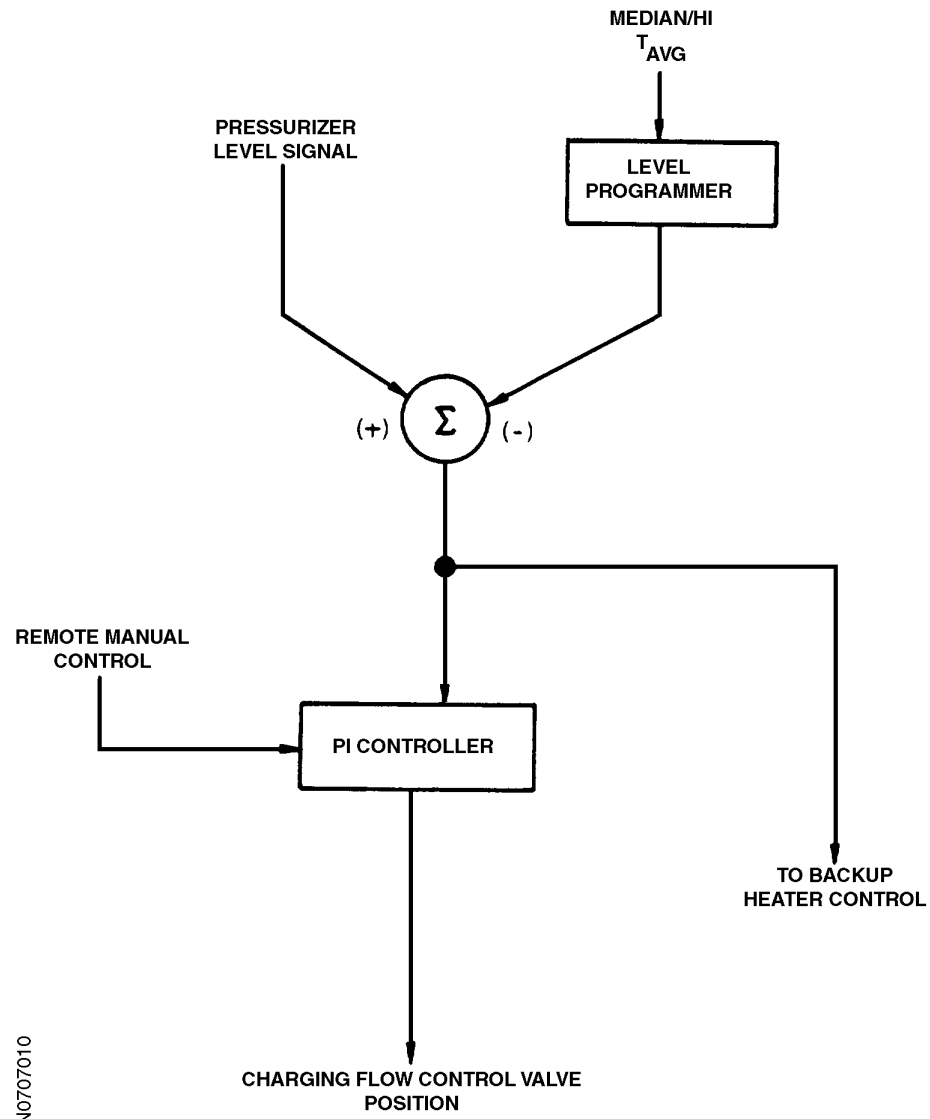 MEDIAN/HI
TAVG
PRESSURIZER
LEVEL SIGNAL
LEVEL
PROGRAMMER
(+)
Σ
(-)
REMOTE MANUAL
CONTROL
PI CONTROLLER
TO BACKUP
HEATER CONTROL
CHARGING FLOW CONTROL VALVE
POSITION
N0707010